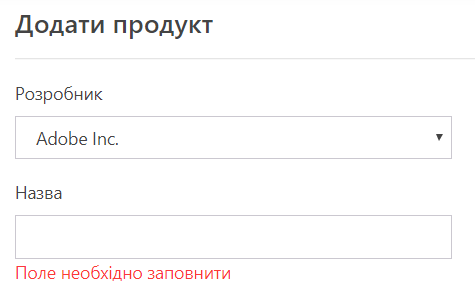 Додати продукт
Розробник
Adobe Inc.
Назва
Поле необхідно заповнити